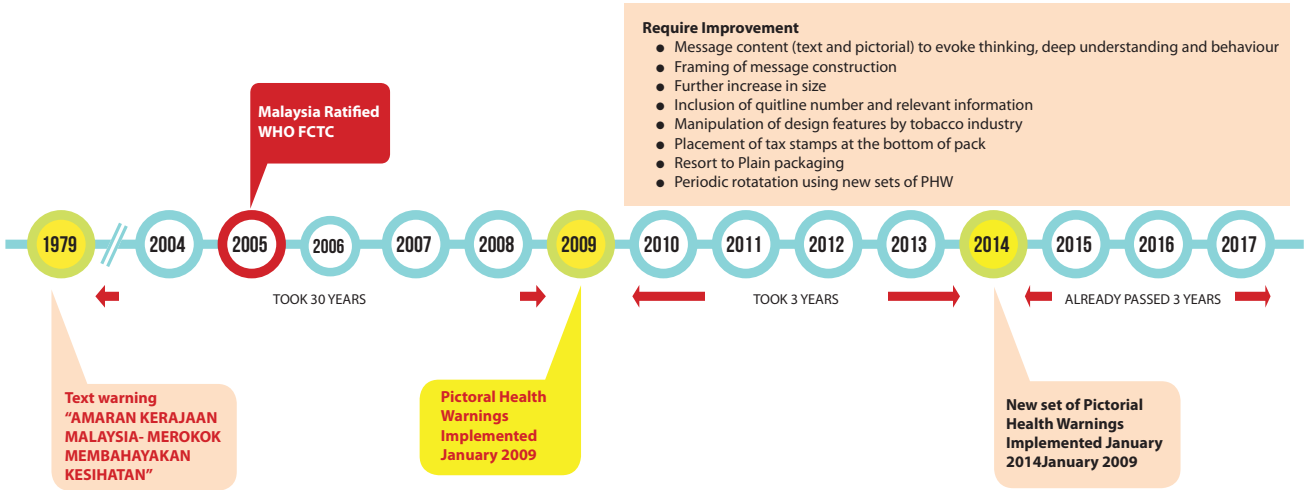 Require Improvement
● Message content (text and pictorial) to evoke thinking, deep understanding and behaviour
● Framing of message construction
● Further increase in size
● Inclusion of quitline number and relevant information
● Manipulation of design features by tobacco industry
● Placement of tax stamps at the bottom of pack
● Resort to Plain packaging
● Periodic rotatation using new sets of PHW
Malaysia Ratified
WHO FCTC
1979
2004
2005
2006
2007
2008
2009
2010
2011
2012
2013
2014
2015
2016
2017
TOOK 30 YEARS
TOOK 3 YEARS
ALREADY PASSED 3 YEARS
Text warning
“AMARAN KERAJAAN
MALAYSIA- MEROKOK
MEMBAHAYAKAN
KESIHATAN”
Pictoral Health
Warnings
Implemented
January 2009
New set of Pictorial
Health Warnings
Implemented January
2014January 2009